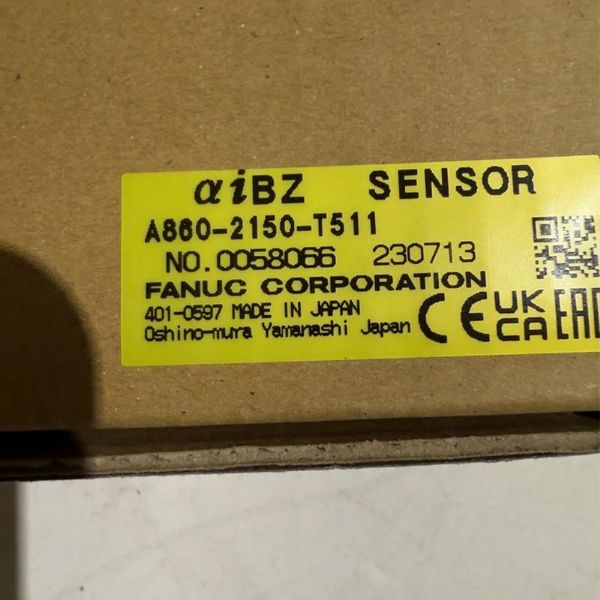 αiBZ SENSOR
A860-2150-T511
NO.0058066 230713
FANUC CORPORATION
401-0597 MADE IN JAPAN
Oshino-mura Yamanashi Japan
CE UK CA EAC